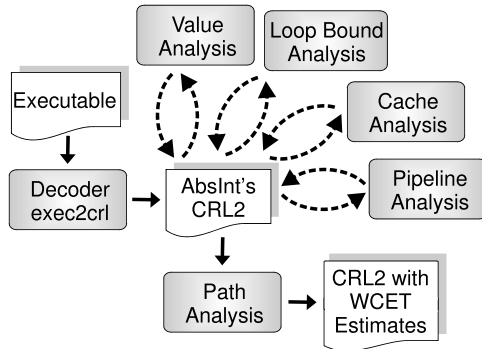 Value
Analysis
Loop Bound
Analysis
Executable
Cache
Analysis
Decoder
exec2crl
AbsInt's
CRL2
Pipeline
Analysis
Path
Analysis
CRL2 with
WCET
Estimates